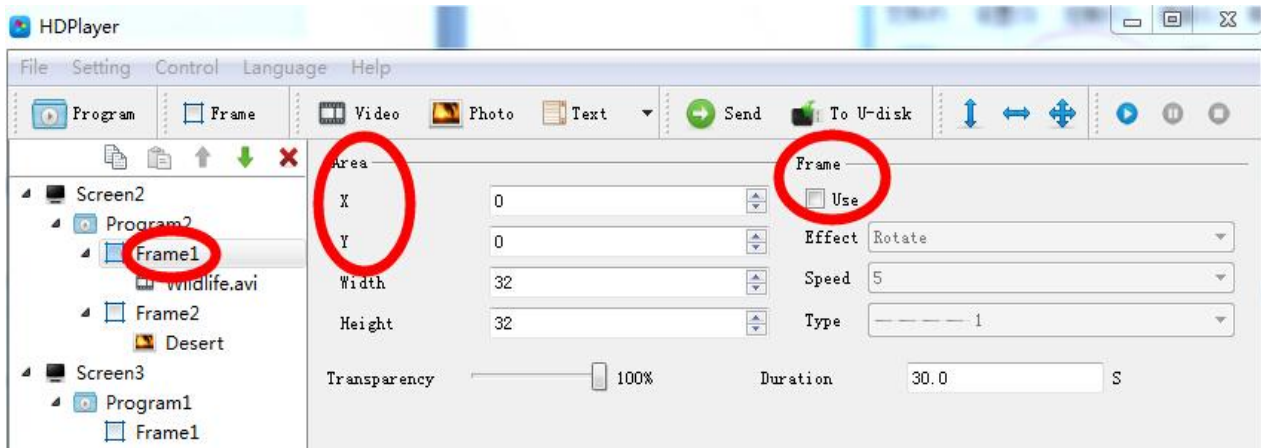 HDPlayer
File Setting Control Language Help
Program Frame Video Photo Text Send To U-disk
Screen2
Program2
Frame1
Wildlife.avi
Frame2
Desert
Screen3
Program1
Frame1
Area
X 0
Y 0
Width 32
Height 32
Transparency 100%
Frame
Use
Effect Rotate
Speed 5
Type 1
Duration 30.0 S